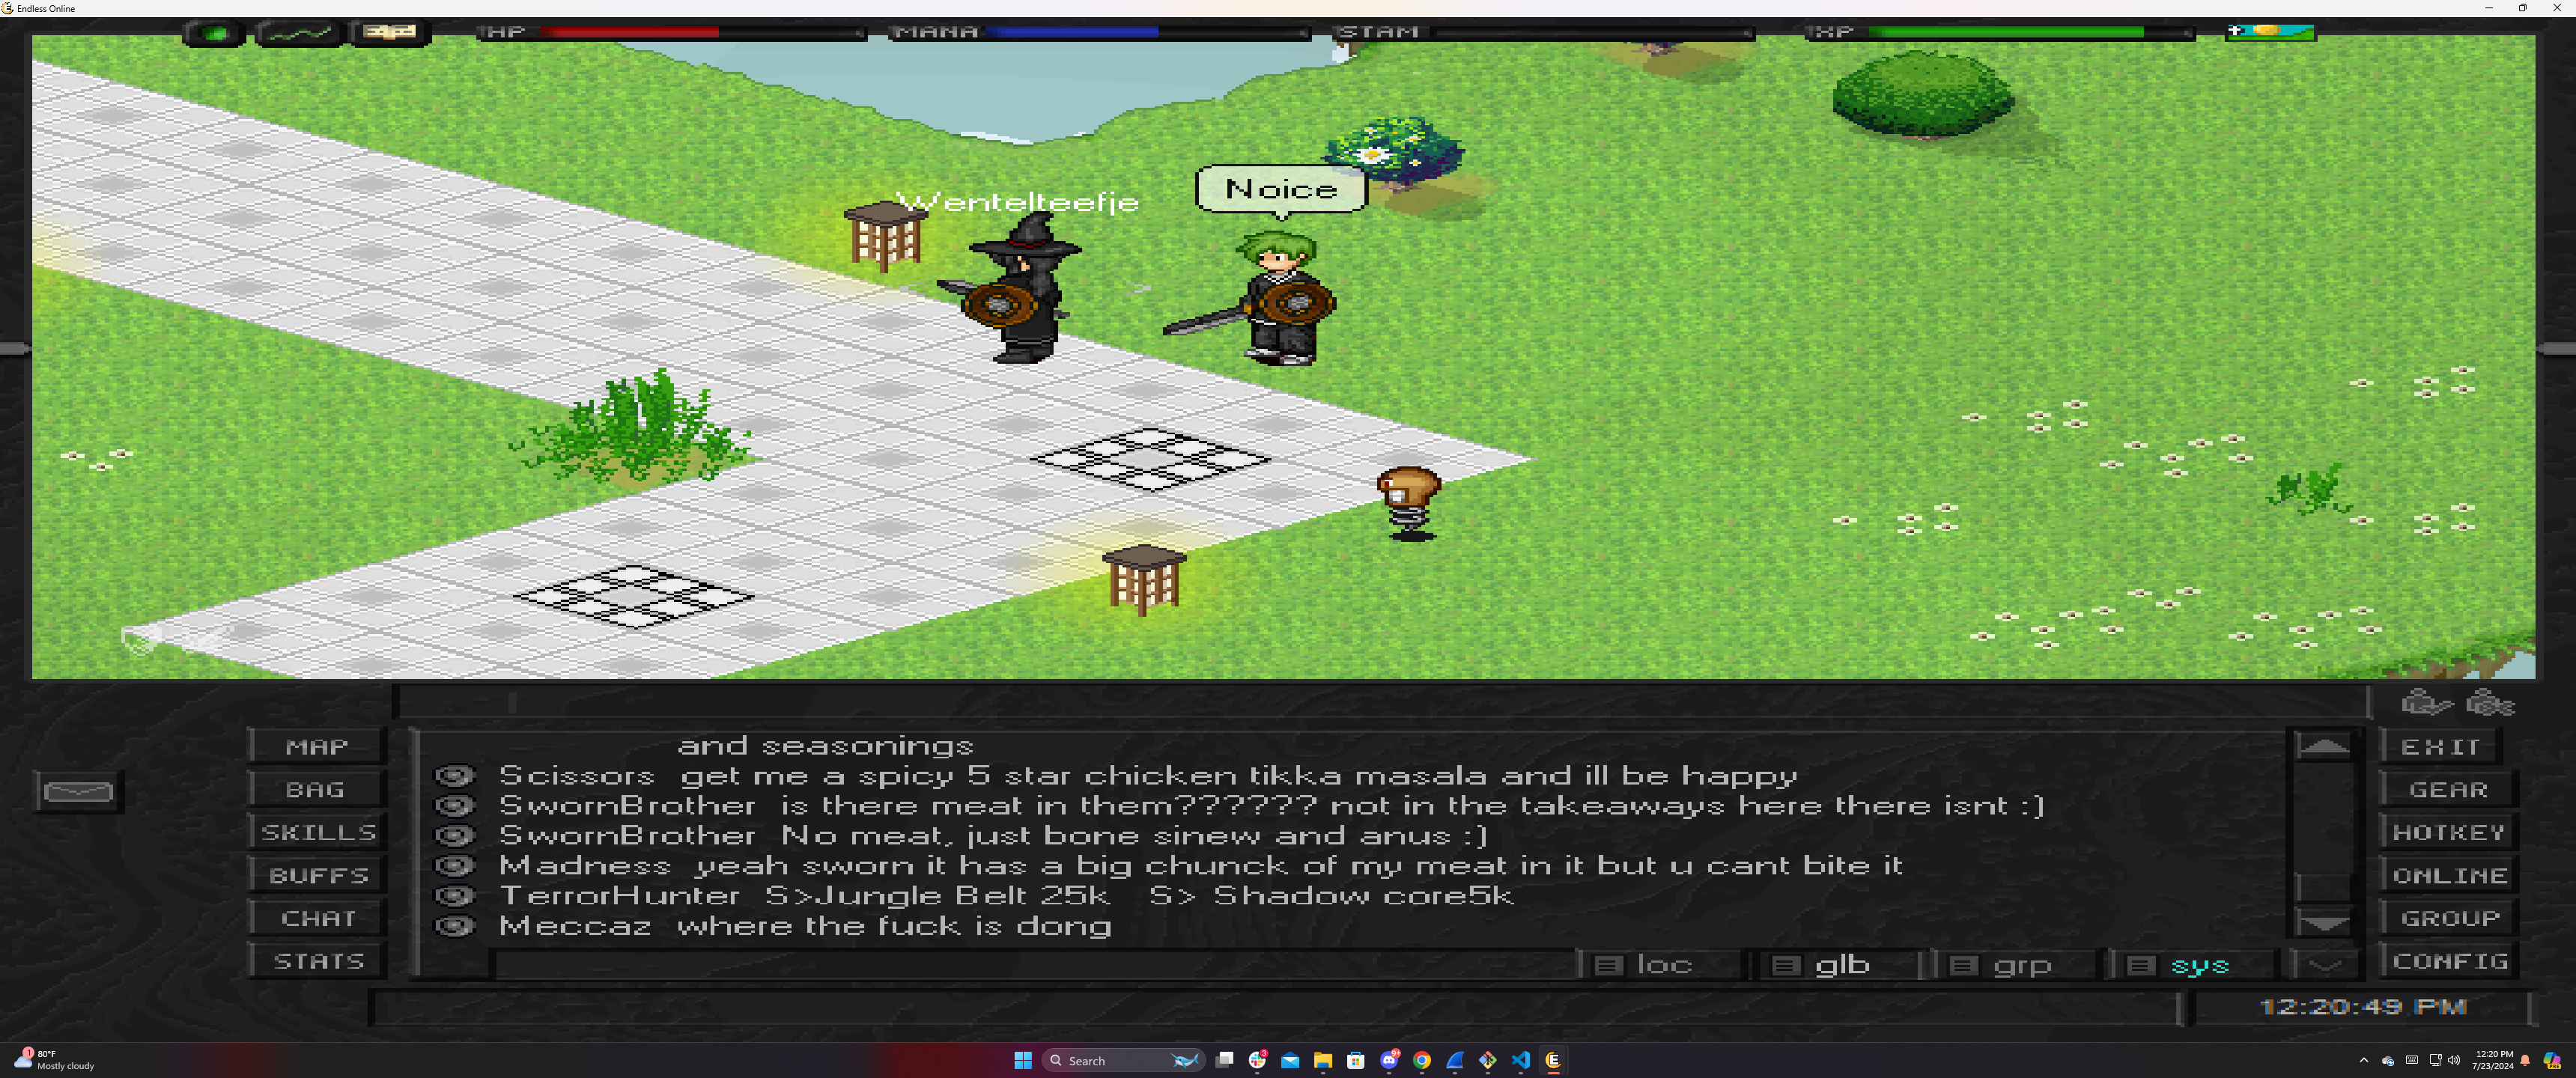 Endless Online
HP
MANA
STAM
XP
Noice
Wentelteefje
and seasonings
Scissors get me a spicy 5 star chicken tikka masala and ill be happy
SwornBrother is there meat in them?????? not in the takeaways here there isnt :)
SwornBrother No meat, just bone sinew and anus :)
Madness yeah sworn it has a big chunck of my meat in it but u cant bite it
TerrorHunter S>Jungle Belt 25k S> Shadow core5k
Meccaz where the fuck is dong
MAP
BAG
SKILLS
BUFFS
CHAT
STATS
EXIT
GEAR
HOTKEY
ONLINE
GROUP
CONFIG
loc glb grp sys
12:20:49 PM
1
80°F
Mostly cloudy
Search
3
9+
E
12:20 PM
7/23/2024